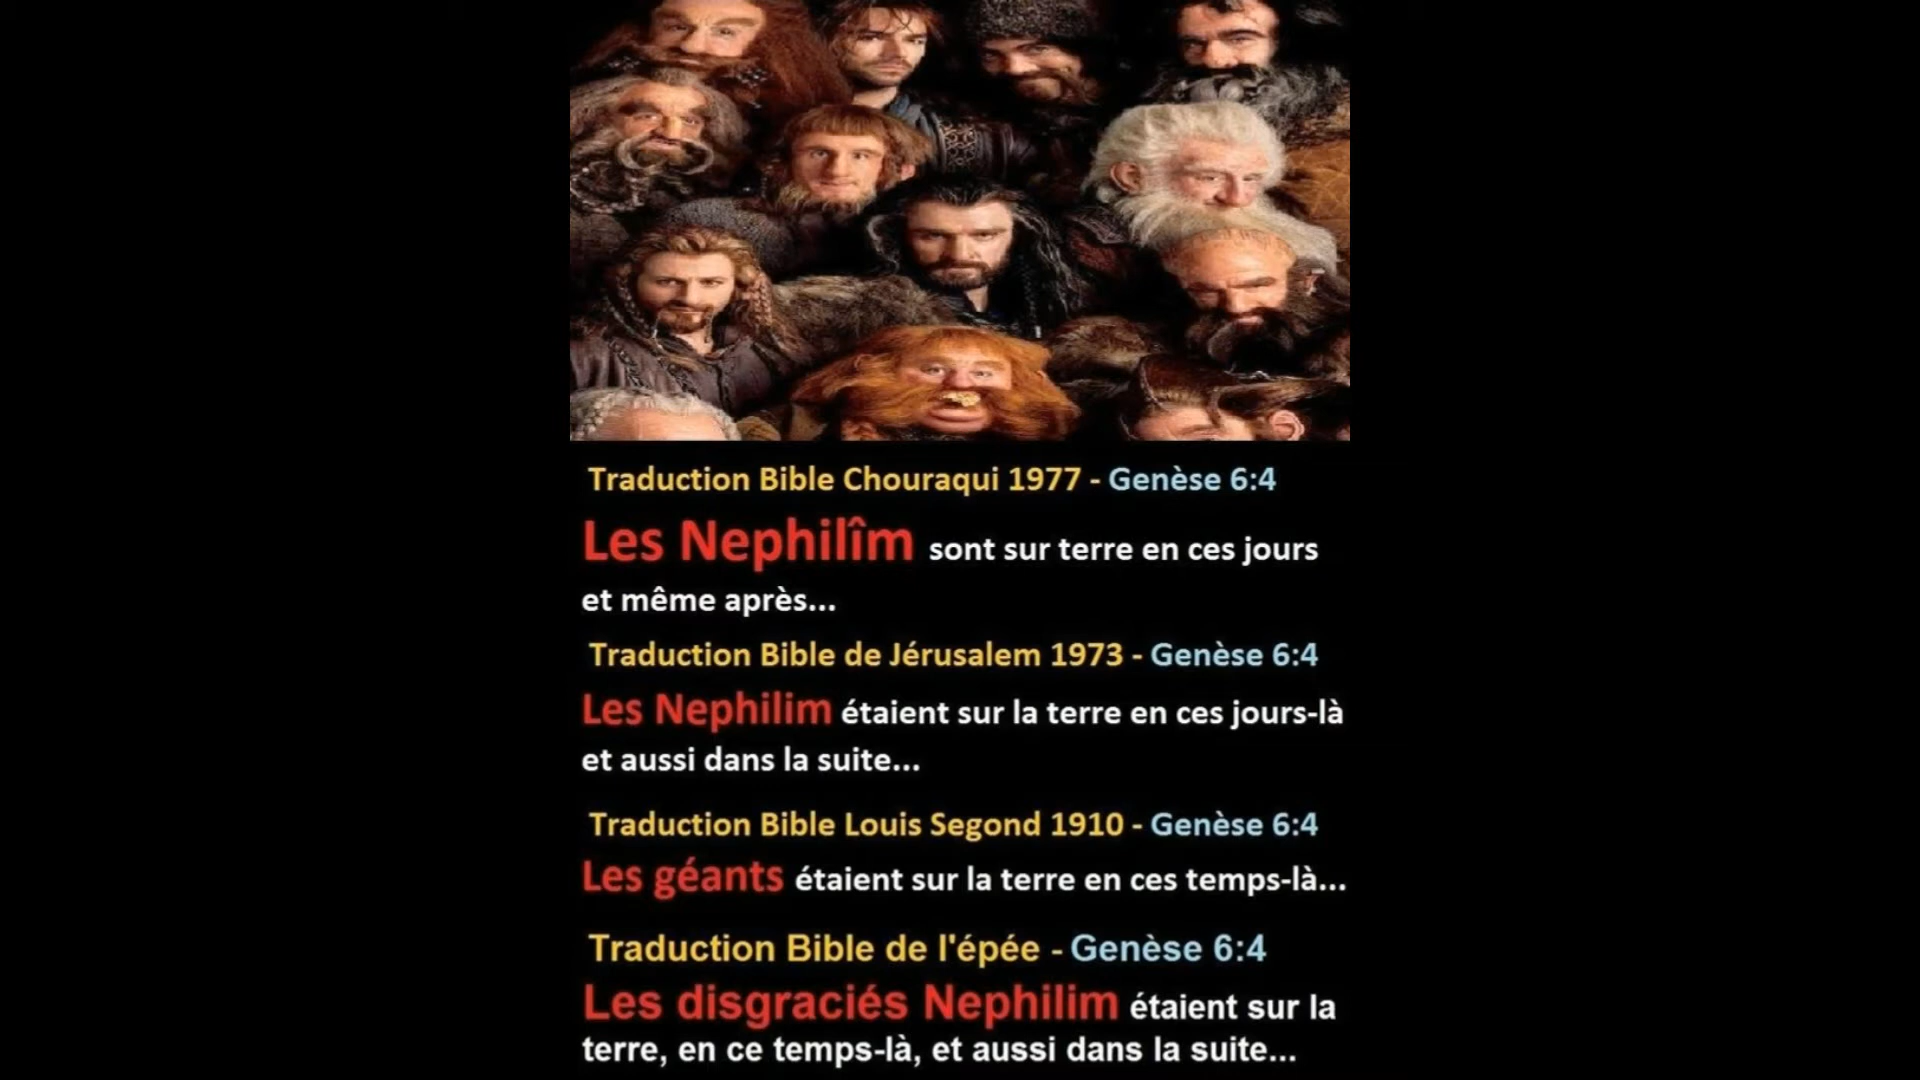 Traduction Bible Chouraqui 1977 - Genèse 6:4
Les Nephilîm sont sur terre en ces jours
et même après...
Traduction Bible de Jérusalem 1973 - Genèse 6:4
Les Nephilim étaient sur la terre en ces jours-là
et aussi dans la suite...
Traduction Bible Louis Segond 1910 - Genèse 6:4
Les géants étaient sur la terre en ces temps-là...
Traduction Bible de l'épée - Genèse 6:4
Les disgraciés Nephilim étaient sur la
terre, en ce temps-là, et aussi dans la suite...